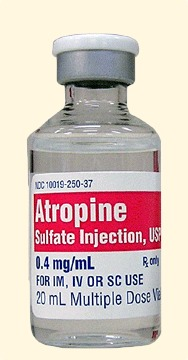 NDC 10019-250-37
Atropine
Sulfate Injection, USP
0.4 mg/mL
℞ only
FOR IM, IV OR SC USE
20 mL Multiple Dose Vial